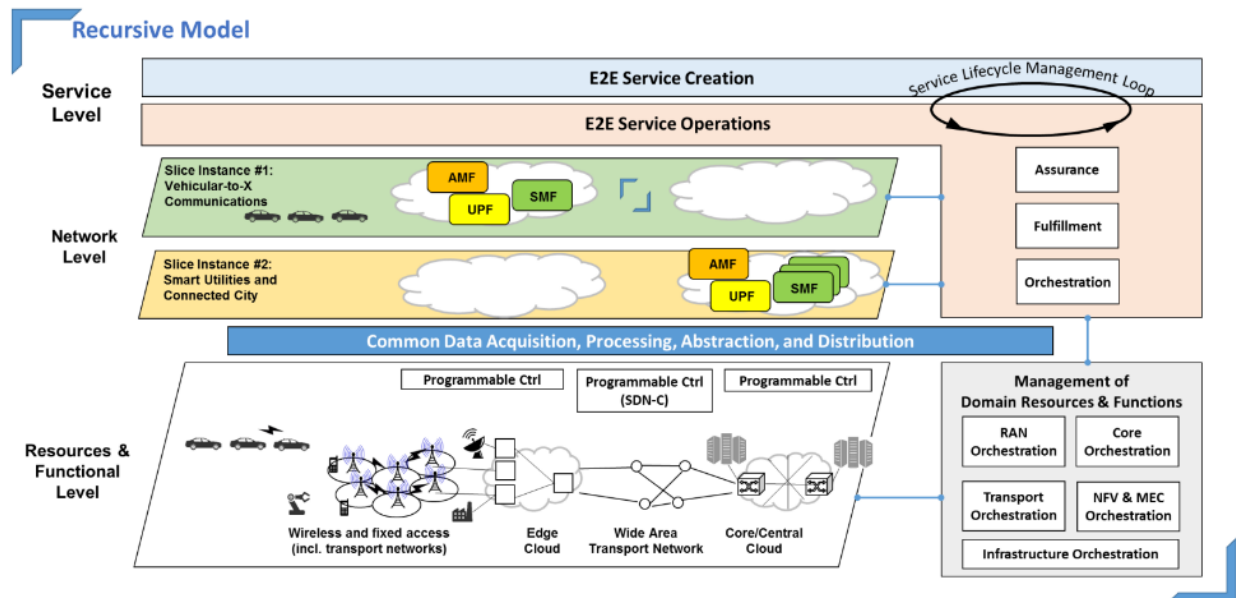 Recursive Model
Service
Level
E2E Service Creation
Service Lifecycle Management Loop
E2E Service Operations
Network
Level
Slice Instance #1:
Vehicular-to-X
Communications
AMF
SMF
UPF
Slice Instance #2:
Smart Utilities and
Connected City
AMF
SMF
UPF
Assurance
Fulfillment
Orchestration
Common Data Acquisition, Processing, Abstraction, and Distribution
Resources &
Functional
Level
Programmable Ctrl
Programmable Ctrl
(SDN-C)
Programmable Ctrl
Wireless and fixed access
(incl. transport networks)
Edge
Cloud
Wide Area
Transport Network
Core/Central
Cloud
Management of
Domain Resources & Functions
RAN
Orchestration
Core
Orchestration
Transport
Orchestration
NFV & MEC
Orchestration
Infrastructure Orchestration